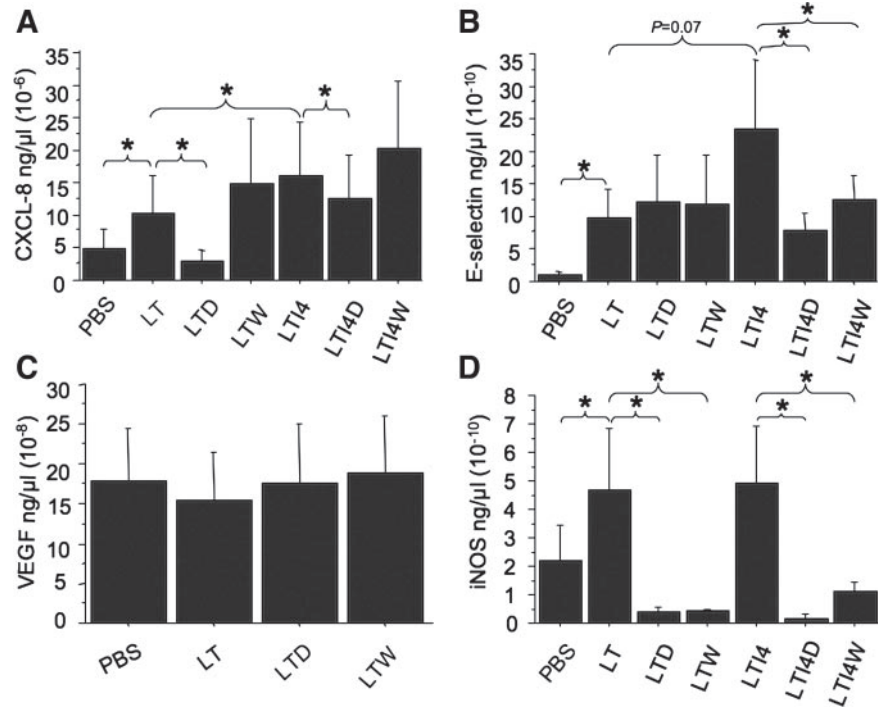 A
CXCL-8 ng/µl (10⁻⁶)
35
30
25
20
15
10
5
0
*
*
*
*
PBS
LT
LTD
LTW
LTI4
LTI4D
LTI4W
B
E-selectin ng/µl (10⁻¹⁰)
35
30
25
20
15
10
5
0
*
P=0.07
*
*
PBS
LT
LTD
LTW
LTI4
LTI4D
LTI4W
C
VEGF ng/µl (10⁻⁸)
30
25
20
15
15
5
0
PBS
LT
LTD
LTW
D
iNOS ng/µl (10⁻¹⁰)
8
7
6
5
4
3
2
1
0
*
*
*
*
*
PBS
LT
LTD
LTW
LTI4
LTI4D
LTI4W